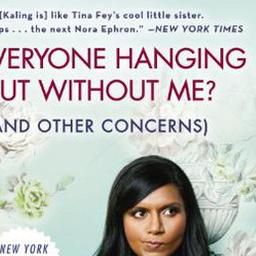 [Kaling is] like Tina Fey's cool little sister.
ps . . . the next Nora Ephron." —NEW YORK TIMES
VERYONE HANGING
UT WITHOUT ME?
AND OTHER CONCERNS)
NEW YORK